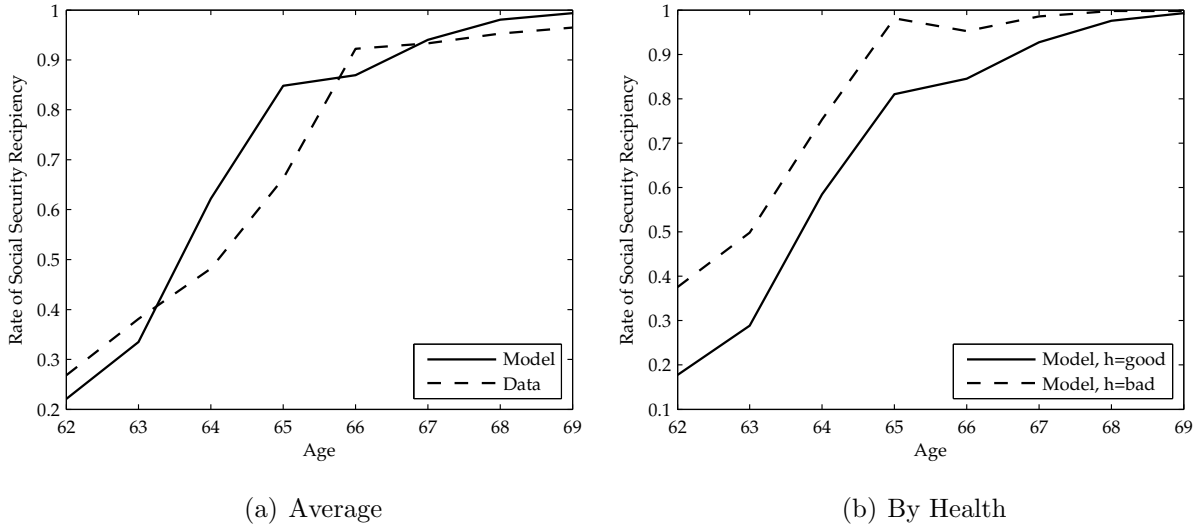 Rate of Social Security Recipiency
1
0.9
0.8
0.7
0.6
0.5
0.4
0.3
0.2
62 63 64 65 66 67 68 69
Age
Model
Data
(a) Average
Rate of Social Security Recipiency
1
0.9
0.8
0.7
0.6
0.5
0.4
0.3
0.2
0.1
62 63 64 65 66 67 68 69
Age
Model, h=good
Model, h=bad
(b) By Health